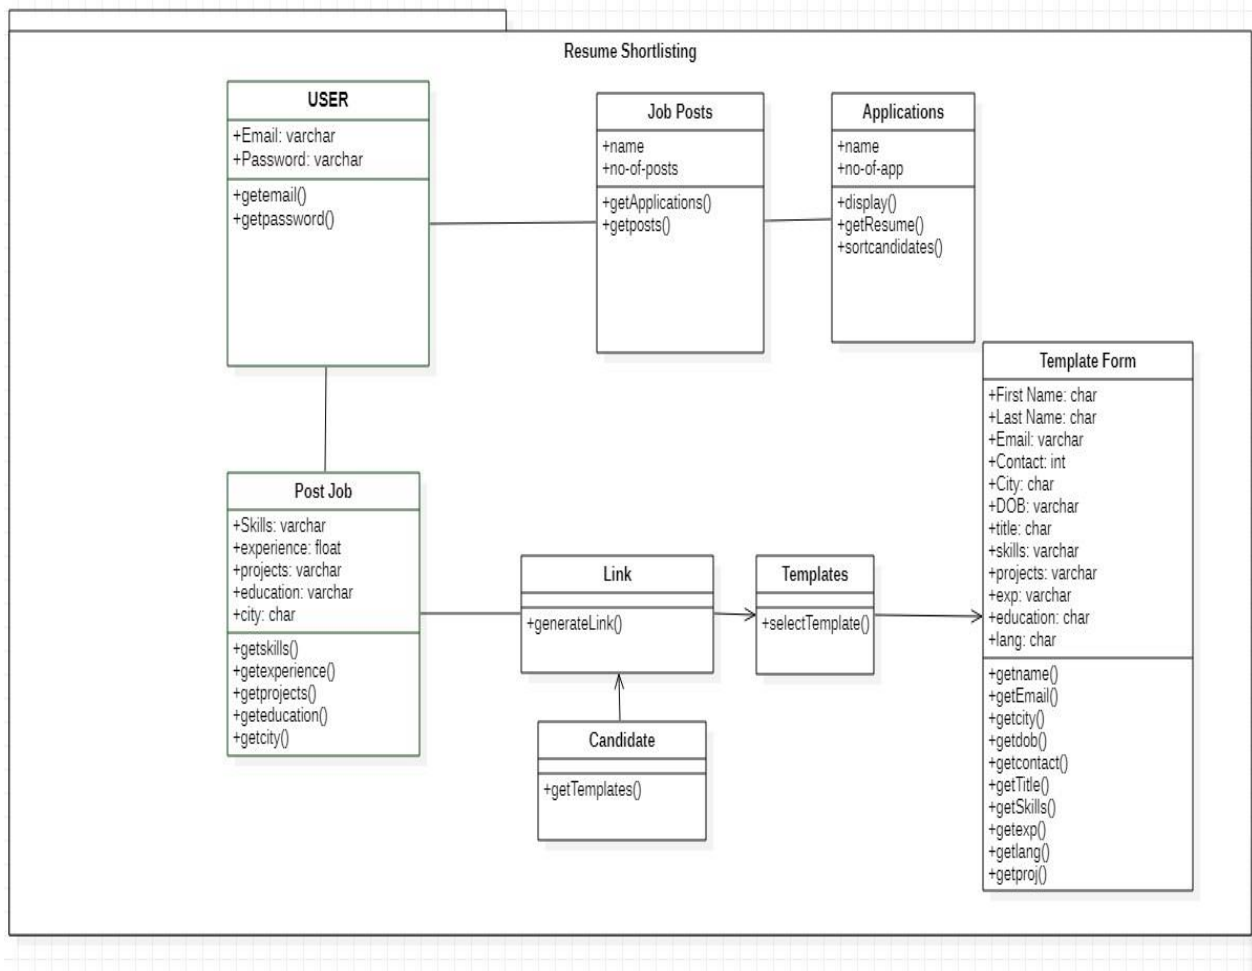 Resume Shortlisting
USER
+Email: varchar
+Password: varchar
+getemail()
+getpassword()
Job Posts
+name
+no-of-posts
+getApplications()
+getposts()
Applications
+name
+no-of-app
+display()
+getResume()
+sortcandidates()
Template Form
+First Name: char
+Last Name: char
+Email: varchar
+Contact: int
+City: char
+DOB: varchar
+title: char
+skills: varchar
+projects: varchar
+exp: varchar
+education: char
+lang: char
+getname()
+getEmail()
+getcity()
+getdob()
+getcontact()
+getTitle()
+getSkills()
+getexp()
+getlang()
+getproj()
Post Job
+Skills: varchar
+experience: float
+projects: varchar
+education: varchar
+city: char
+getskills()
+getexperience()
+getprojects()
+geteducation()
+getcity()
Link
+generateLink()
Templates
+selectTemplate()
Candidate
+getTemplates()